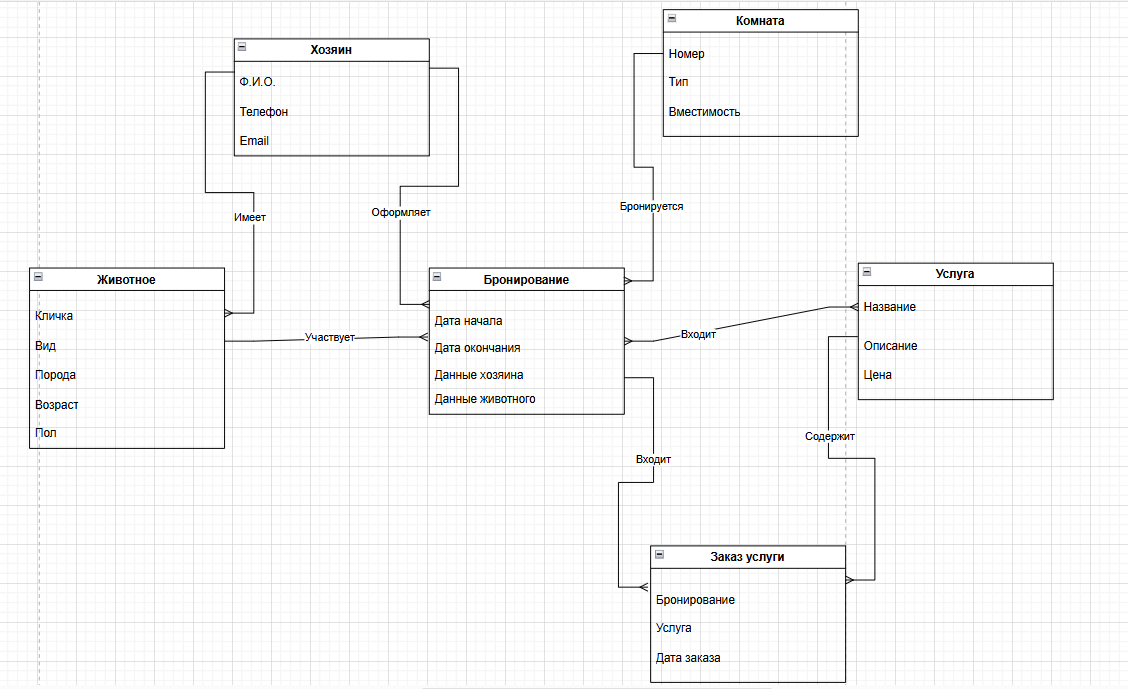 Комната
Номер
Тип
Вместимость
Хозяин
Ф.И.О.
Телефон
Email
Имеет
Оформляет
Бронируется
Животное
Кличка
Вид
Порода
Возраст
Пол
Участвует
Бронирование
Дата начала
Дата окончания
Данные хозяина
Данные животного
Входит
Услуга
Название
Описание
Цена
Содержит
Входит
Заказ услуги
Бронирование
Услуга
Дата заказа